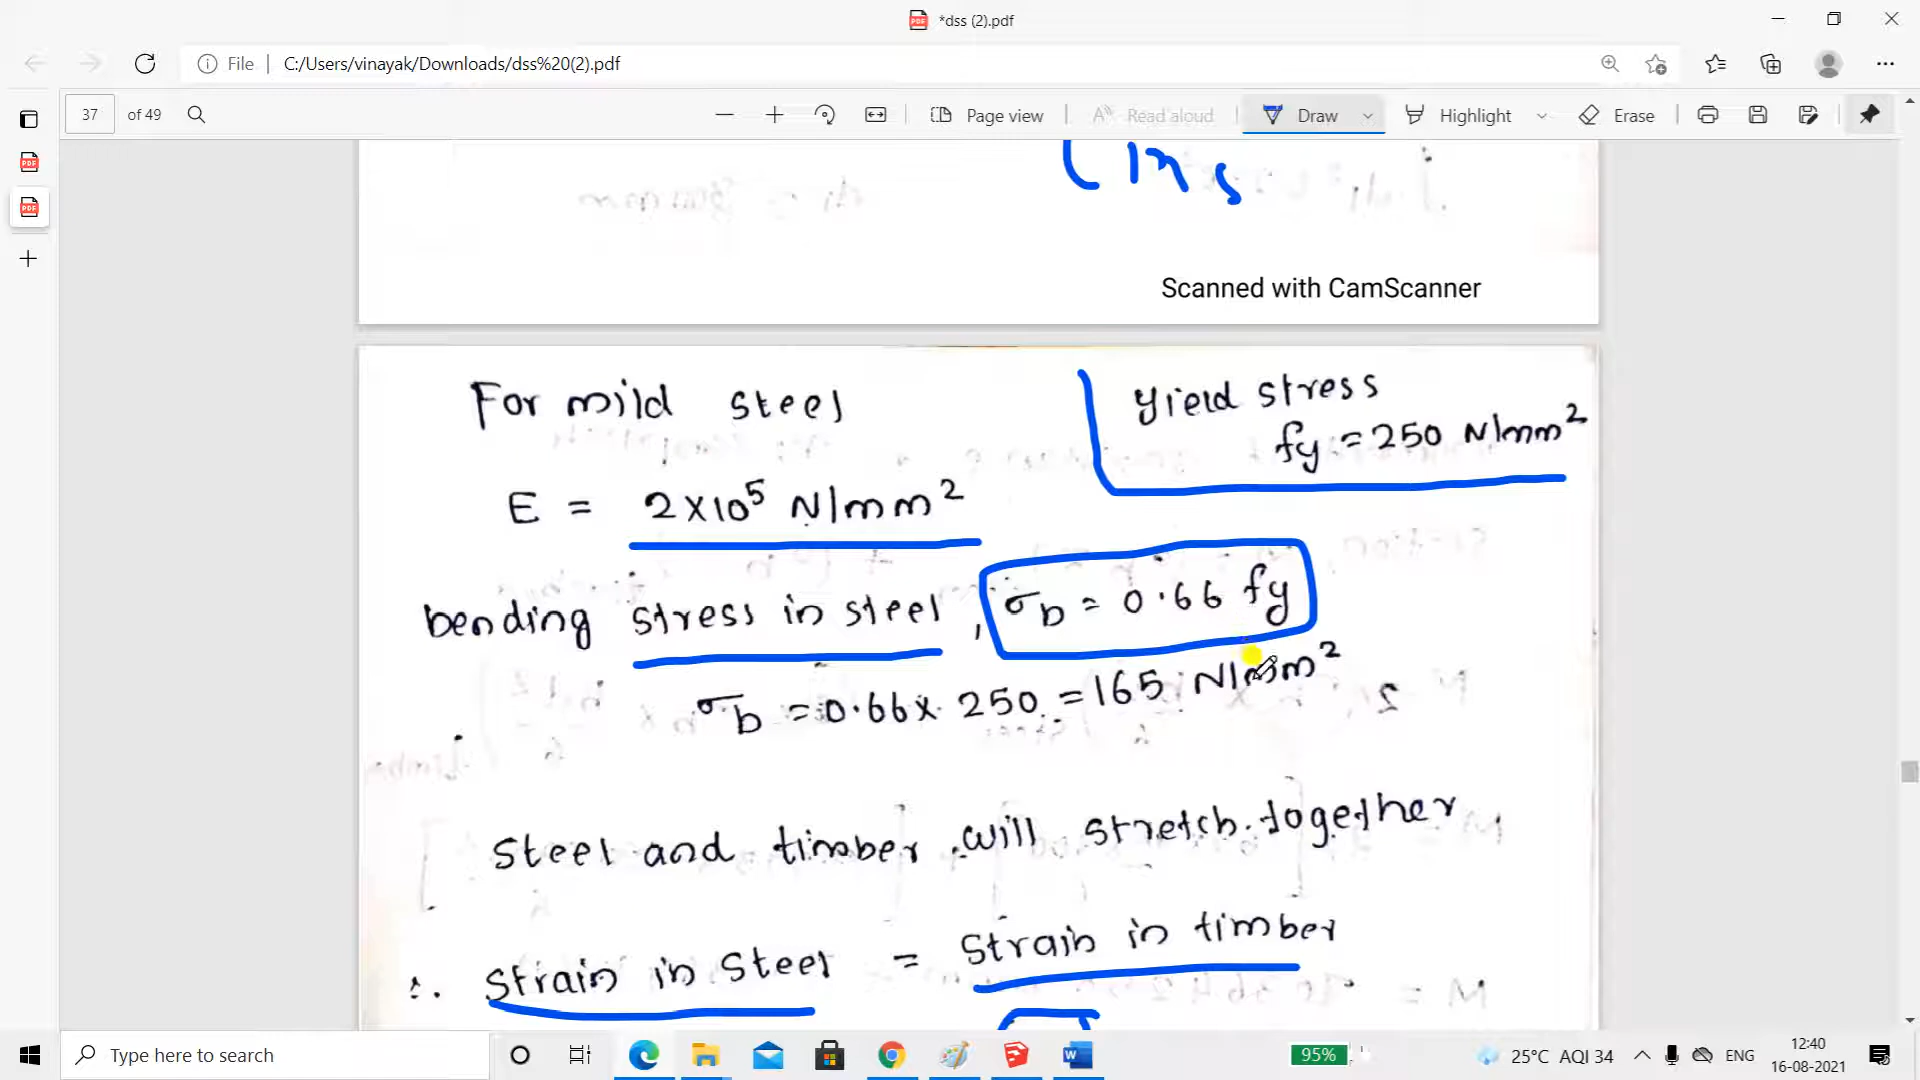 *dss (2).pdf
File
C:/Users/vinayak/Downloads/dss%20(2).pdf
37 of 49
Page view
Read aloud
Draw
Highlight
Erase
Scanned with CamScanner
For mild steel
Yield stress
fy = 250 N/mm²
E = 2×10⁵ N/mm²
bending stress in steel, σb = 0.66 fy
σb = 0.66× 250 = 165 N/mm²
Steel and timber will stretch together
∴ Strain in Steel = Strain in timber
Type here to search
95%
25°C AQI 34
ENG
12:40
16-08-2021